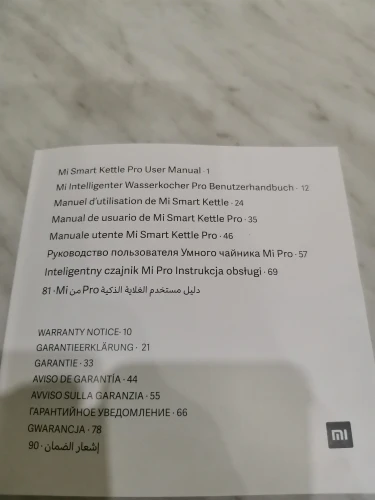 Mi Smart Kettle Pro User Manual · 1
Mi Intelligenter Wasserkocher Pro Benutzerhandbuch · 12
Manuel d'utilisation de Mi Smart Kettle · 24
Manual de usuario de Mi Smart Kettle Pro · 35
Manuale utente Mi Smart Kettle Pro · 46
Руководство пользователя Умного чайника Mi Pro · 57
Inteligentny czajnik Mi Pro Instrukcja obsługi · 69
دليل مستخدم الغلاية الذكية Pro من Mi · 81
WARRANTY NOTICE · 10
GARANTIEERKLÄRUNG · 21
GARANTIE · 33
AVISO DE GARANTÍA · 44
AVVISO SULLA GARANZIA · 55
ГАРАНТИЙНОЕ УВЕДОМЛЕНИЕ · 66
GWARANCJA · 78
إشعار الضمان · 90
mi